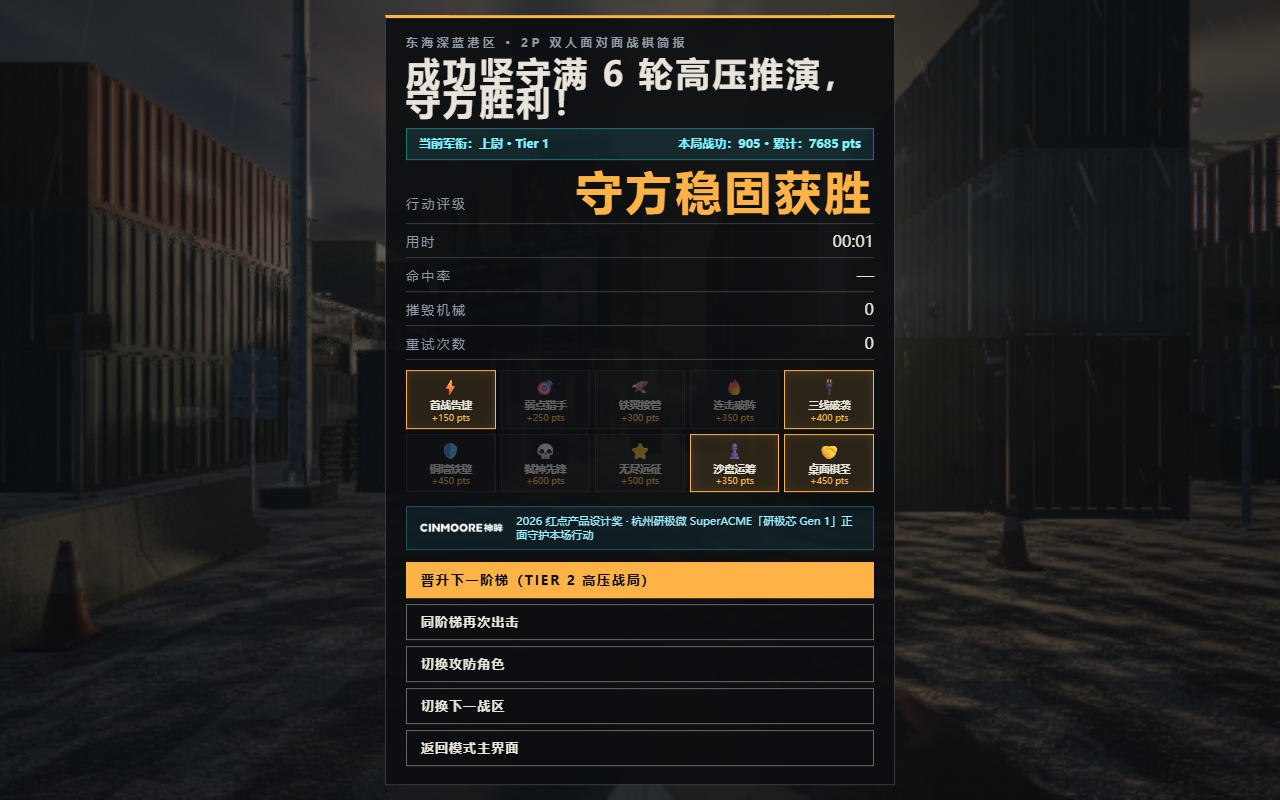 东海深蓝港区 • 2P 双人面对面战棋简报
成功坚守满 6 轮高压推演，
守方胜利！
当前军衔：上尉 • Tier 1
本局战功：905 • 累计：7685 pts
行动评级
守方稳固获胜
用时
00:01
命中率
—
摧毁机械
0
重试次数
0
首战告捷
+150 pts
弱点猎手
+250 pts
铁翼接管
+300 pts
连击破阵
+350 pts
三线破袭
+400 pts
铜墙铁壁
+450 pts
弑神先锋
+600 pts
无尽远征
+500 pts
沙盘运筹
+350 pts
桌面棋圣
+450 pts
CINMOORE神眸
2026 红点产品设计奖 · 杭州研极微 SuperACME「研极芯 Gen 1」正
面守护本场行动
晋升下一阶梯（TIER 2 高压战局）
同阶梯再次出击
切换攻防角色
切换下一战区
返回模式主界面